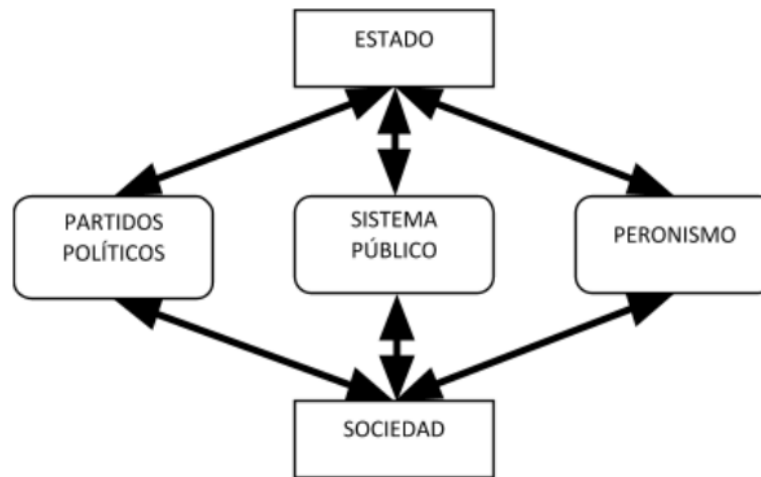 ESTADO
PARTIDOS
POLÍTICOS
SISTEMA
PÚBLICO
PERONISMO
SOCIEDAD